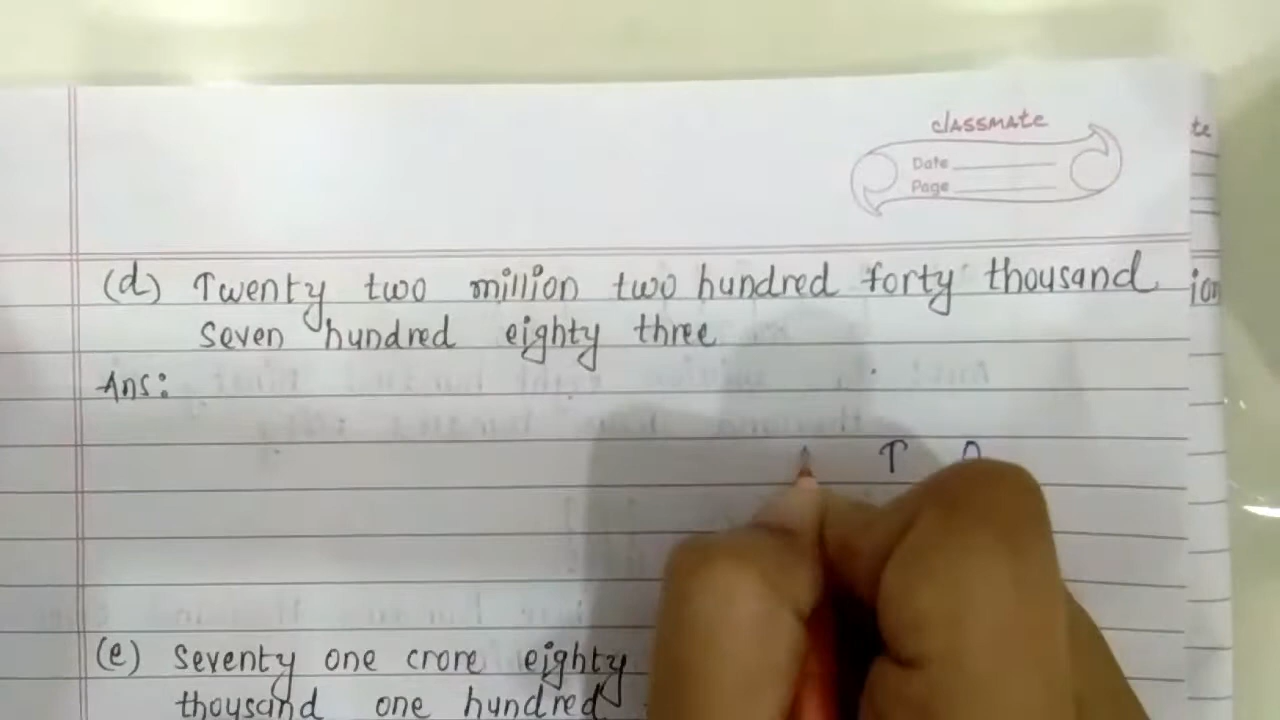 classmate
te
Date
Page
(d) Twenty two million two hundred forty thousand
seven hundred eighty three
Ans:
T
(e) Seventy one crore eighty
thousand one hundred